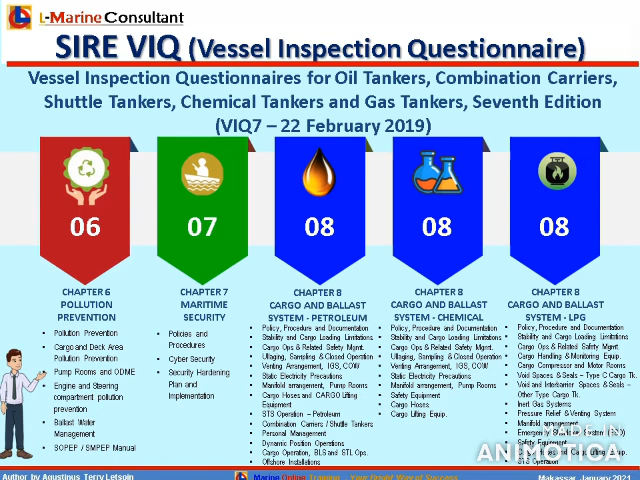 L-Marine Consultant
SIRE VIQ (Vessel Inspection Questionnaire)
Vessel Inspection Questionnaires for Oil Tankers, Combination Carriers,
Shuttle Tankers, Chemical Tankers and Gas Tankers, Seventh Edition
(VIQ7 – 22 February 2019)
06
07
08
08
08
CHAPTER 6
POLLUTION
PREVENTION
• Pollution Prevention
• Cargo and Deck Area
Pollution Prevention
• Pump Rooms and ODME
• Engine and Steering
compartment pollution
prevention
• Ballast Water
Management
• SOPEP / SMPEP Manual
CHAPTER 7
MARITIME
SECURITY
• Policies and
Procedures
• Cyber Security
• Security Hardening
Plan and
Implementation
CHAPTER 8
CARGO AND BALLAST
SYSTEM - PETROLEUM
• Policy, Procedure and Documentation
• Stability and Cargo Loading Limitations
• Cargo Ops & Related Safety Mgmt.
• Ullaging, Sampling & Closed Operation
• Venting Arrangement, IGS, COW
• Static Electricity Precautions
• Manifold arrangement, Pump Rooms
• Cargo Hoses and CARGO Lifting
Equipment
• STS Operation – Petroleum
• Combination Carriers / Shuttle Tankers
• Personal Management
• Dynamic Position Operations
• Cargo Operation, BLS and STL Ops.
• Offshore Installations
CHAPTER 8
CARGO AND BALLAST
SYSTEM - CHEMICAL
• Policy, Procedure and Documentation
• Stability and Cargo Loading Limitations
• Cargo Ops & Related Safety Mgmt.
• Ullaging, Sampling & Closed Operation
• Venting Arrangement, IGS, COW
• Static Electricity Precautions
• Manifold arrangement, Pump Rooms
• Safety Equipment
• Cargo Hoses
• Cargo Lifting Equip.
CHAPTER 8
CARGO AND BALLAST
SYSTEM - LPG
• Policy, Procedure and Documentation
• Stability and Cargo Loading Limitations
• Cargo Ops & Related Safety Mgmt.
• Cargo Handling & Monitoring Equip.
• Cargo Compressor and Motor Rooms
• Void Spaces & Seals – Type C Cargo Tk.
• Void and Interbarrier Spaces & Seals –
Other Type Cargo Tk.
• Inert Gas Systems
• Pressure Relief & Venting System
• Manifold arrangement
• Emergency System
• Safety Equipment
• STS Operation
MADE IN
ANIMOTICA
Author by Agustinus Terry Letsoin
Marine Online Training – Your Proud Way of Success
Makassar, January 2021